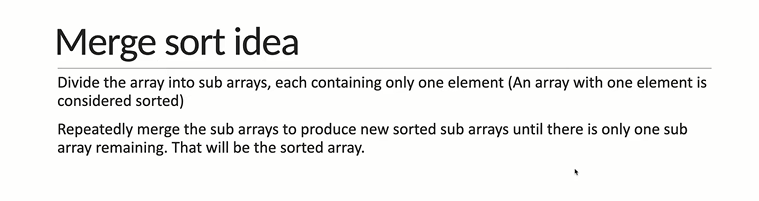 Merge sort idea
Divide the array into sub arrays, each containing only one element (An array with one element is
considered sorted)
Repeatedly merge the sub arrays to produce new sorted sub arrays until there is only one sub
array remaining. That will be the sorted array.